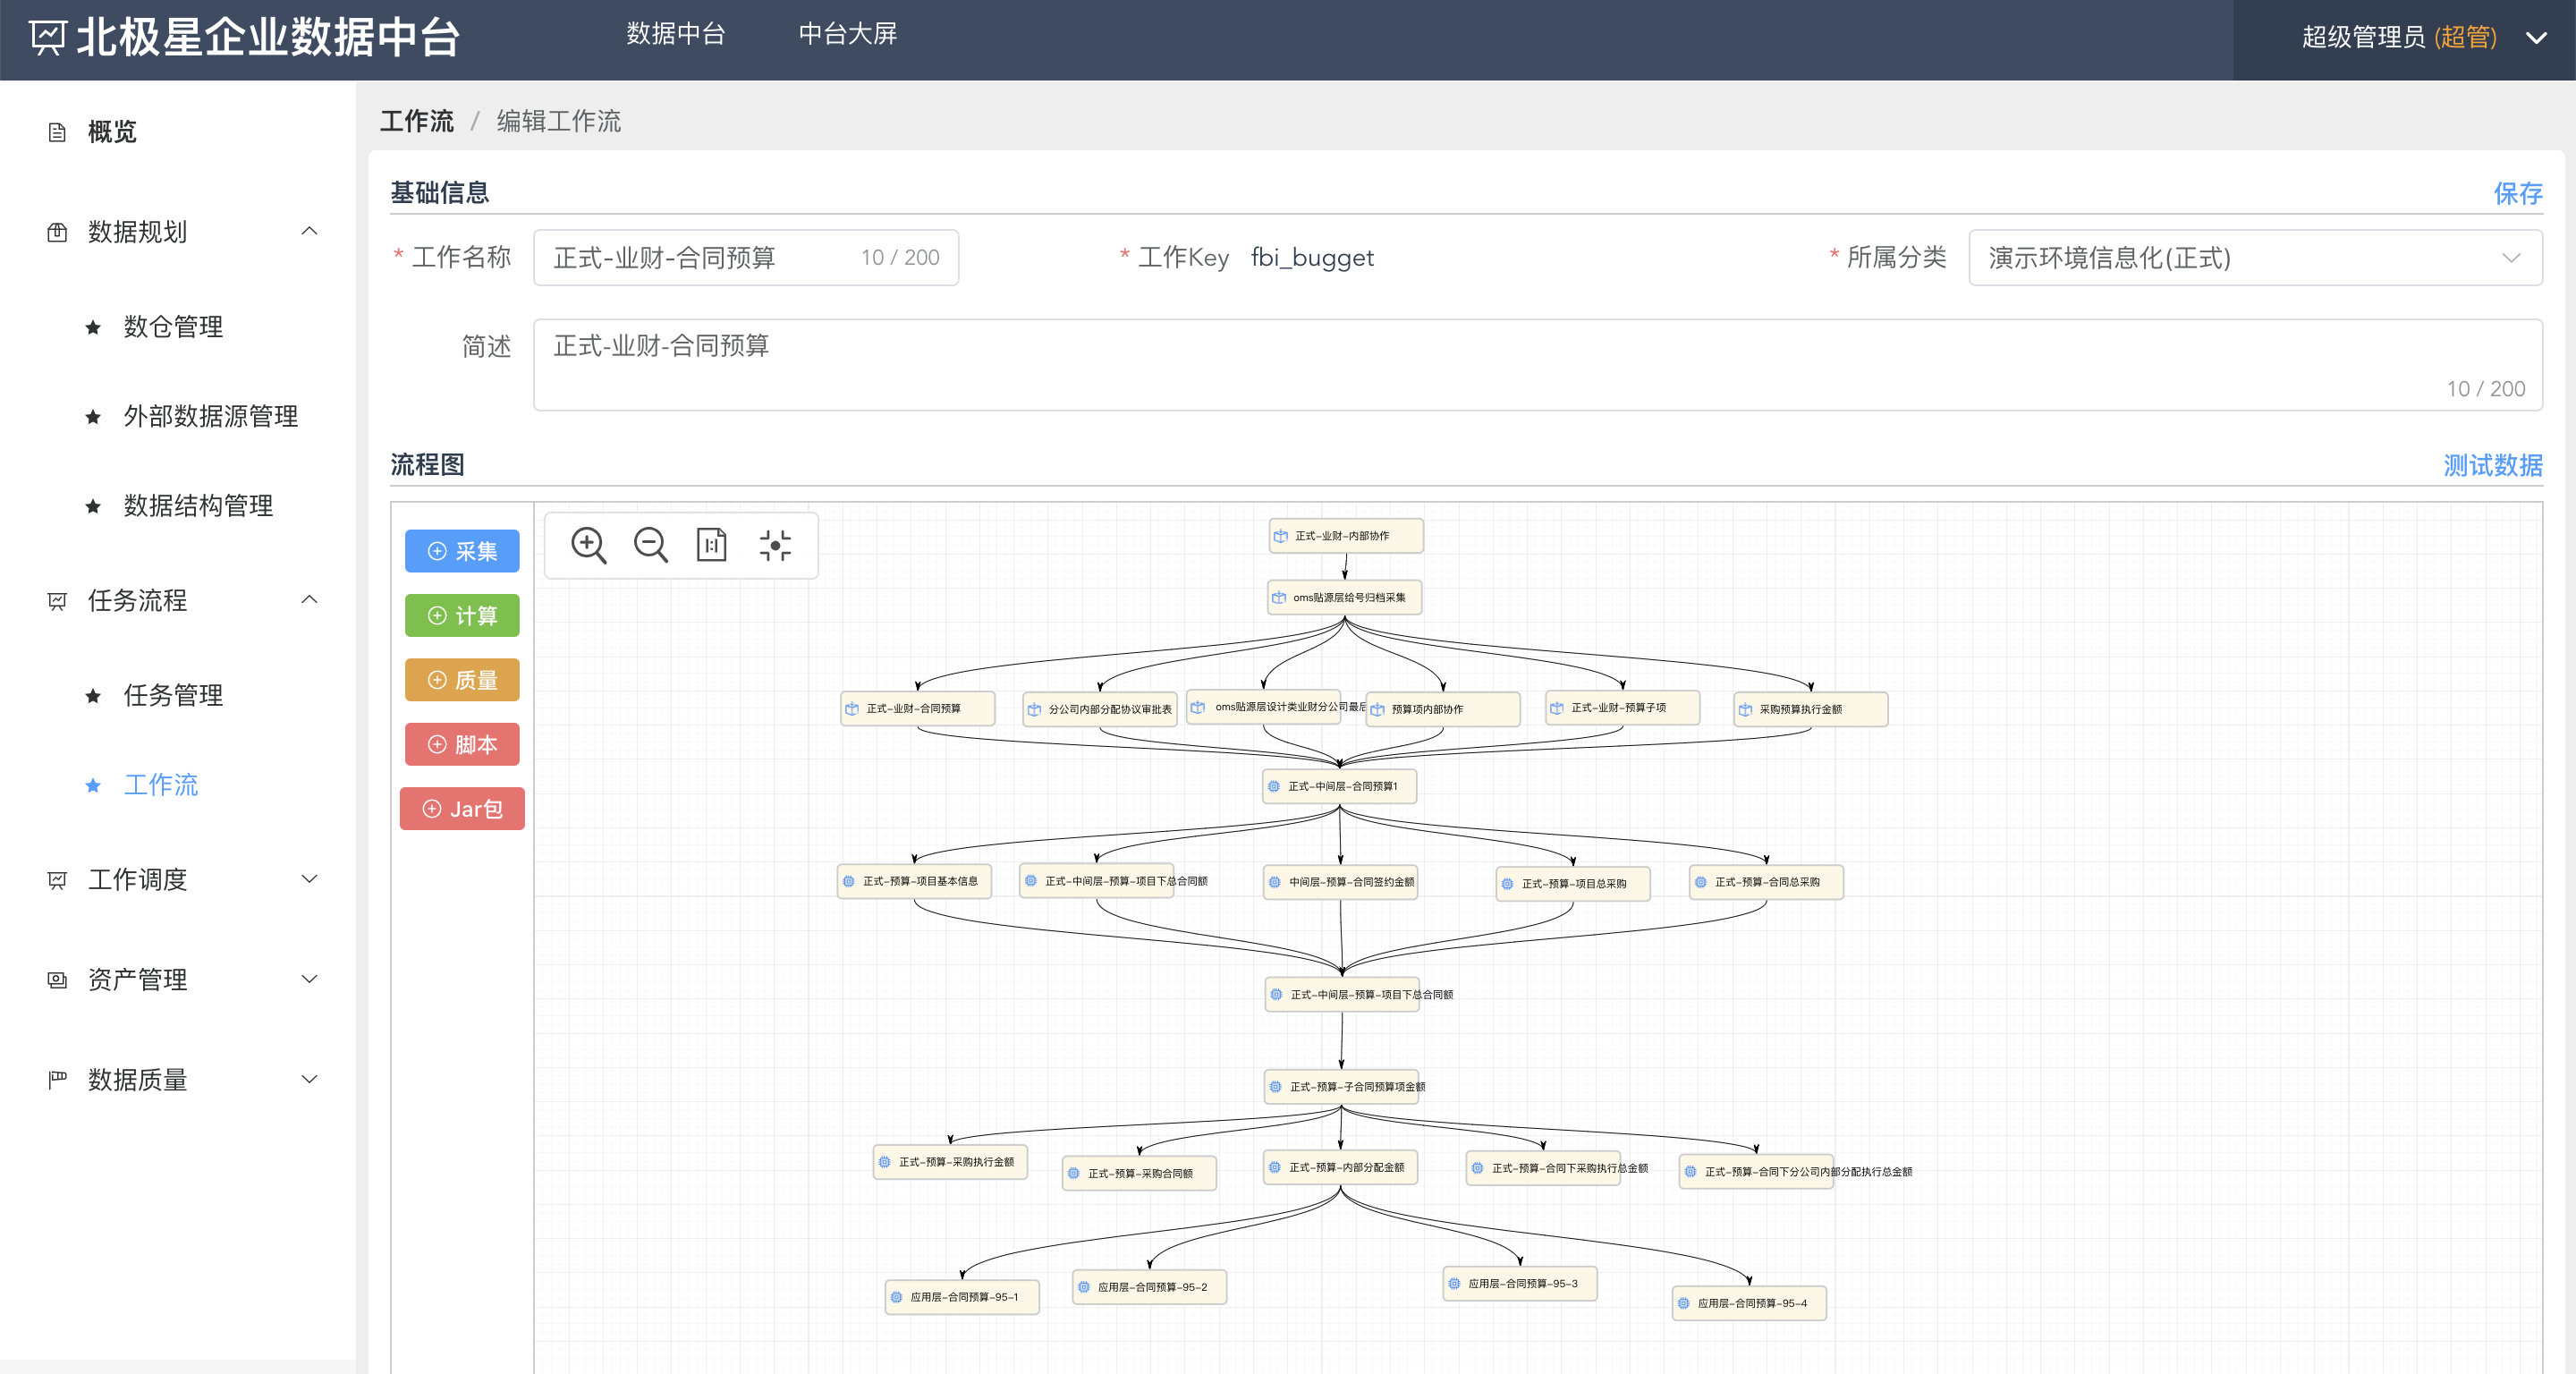 北极星企业数据中台
数据中台
中台大屏
超级管理员 (超管)
概览
数据规划
数仓管理
外部数据源管理
数据结构管理
任务流程
任务管理
工作流
工作调度
资产管理
数据质量
工作流 / 编辑工作流
基础信息
保存
* 工作名称
正式-业财-合同预算
10 / 200
* 工作Key
fbi_bugget
* 所属分类
演示环境信息化(正式)
简述
正式-业财-合同预算
10 / 200
流程图
测试数据
采集
计算
质量
脚本
Jar包
正式-业财-内部协作
oms贴源层给号归档采集
正式-业财-合同预算
分公司内部分配协议审批表
oms贴源层设计类业财分公司最后
预算项内部协作
正式-业财-预算子项
采购预算执行金额
正式-中间层-合同预算1
正式-预算-项目基本信息
正式-中间层-预算-项目下总合同额
中间层-预算-合同签约金额
正式-预算-项目总采购
正式-预算-合同总采购
正式-中间层-预算-项目下总合同额
正式-预算-子合同预算项金额
正式-预算-采购执行金额
正式-预算-采购合同额
正式-预算-内部分配金额
正式-预算-合同下采购执行总金额
正式-预算-合同下分公司内部分配执行总金额
应用层-合同预算-95-1
应用层-合同预算-95-2
应用层-合同预算-95-3
应用层-合同预算-95-4